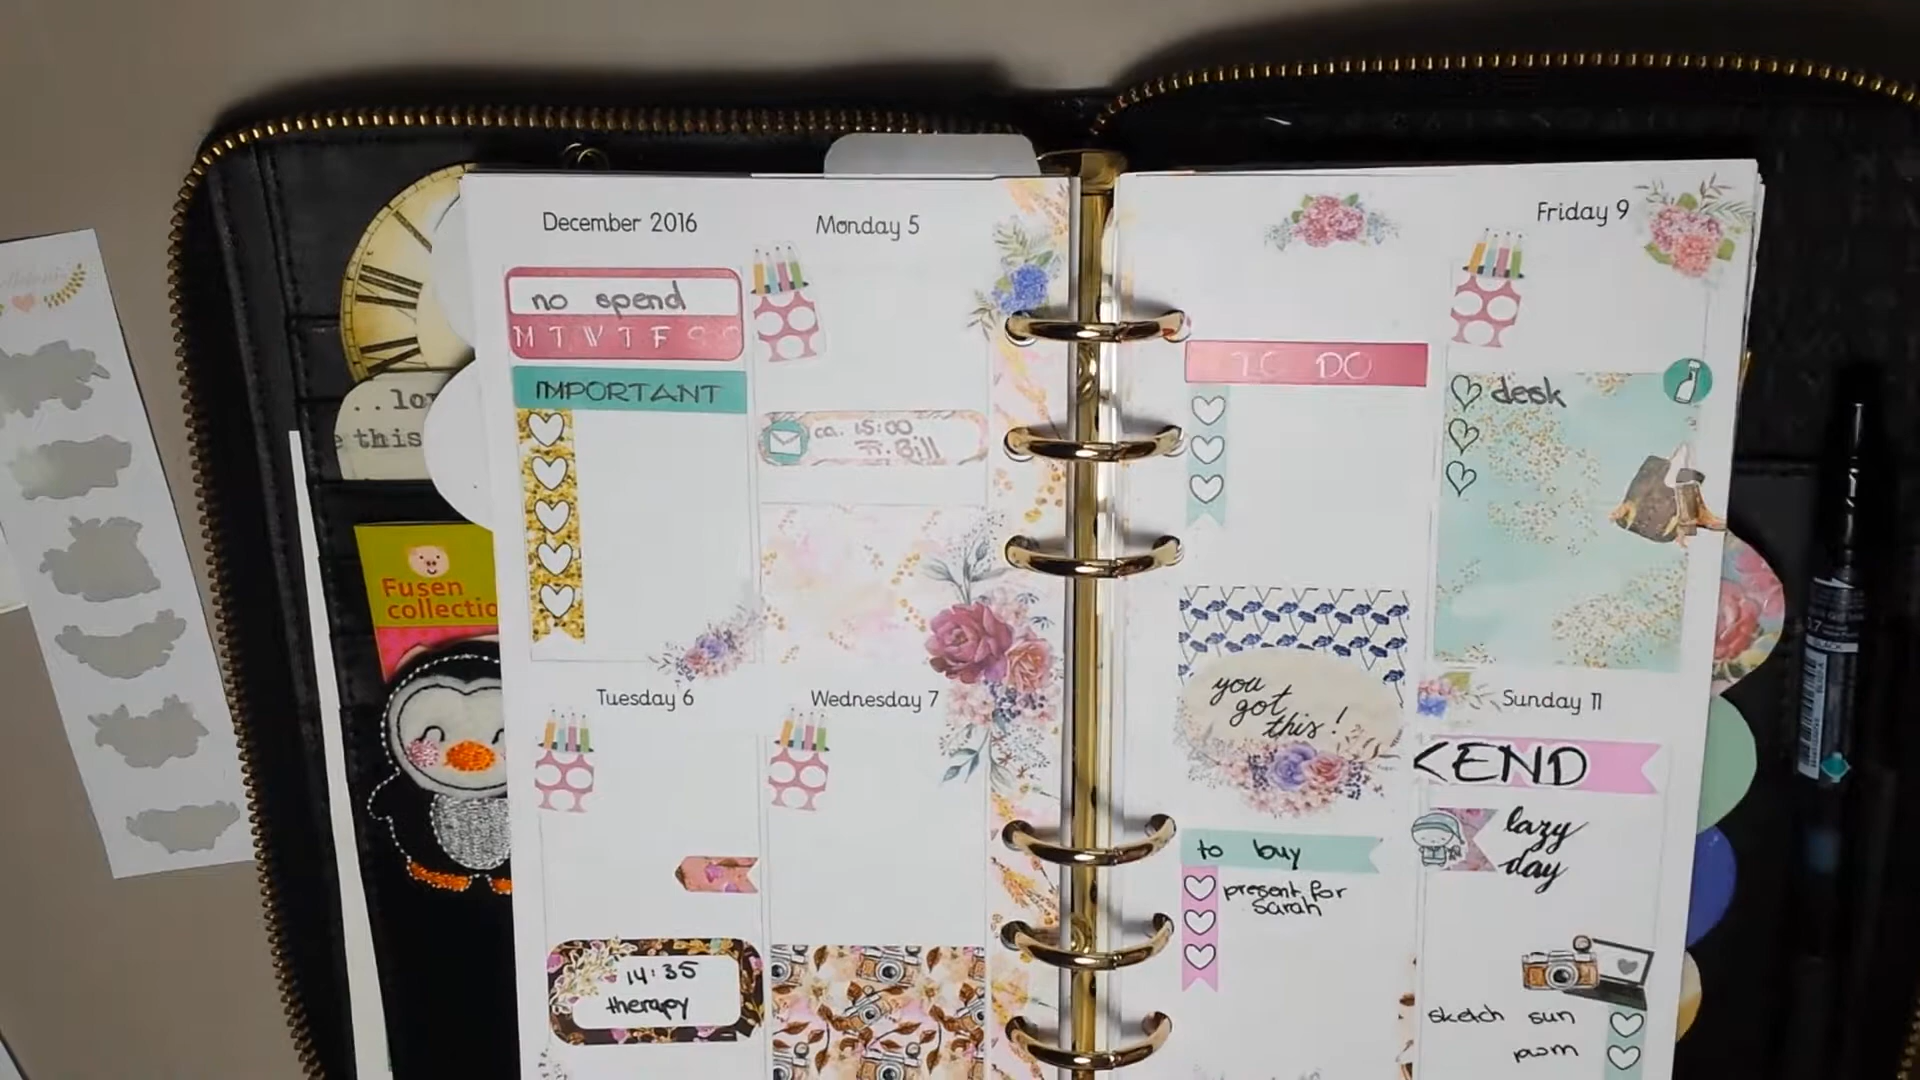 December 2016
Monday 5
no spend
M T W T F S S
IMPORTANT
ca. 15:00
Bill
Tuesday 6
Wednesday 7
14:35
therapy
Friday 9
TO DO
desk
you
got
this!
Sunday 11
KEND
lazy
day
to buy
present for
Sarah
sketch sun
pwm
.. lo
this
Fusen
collectio